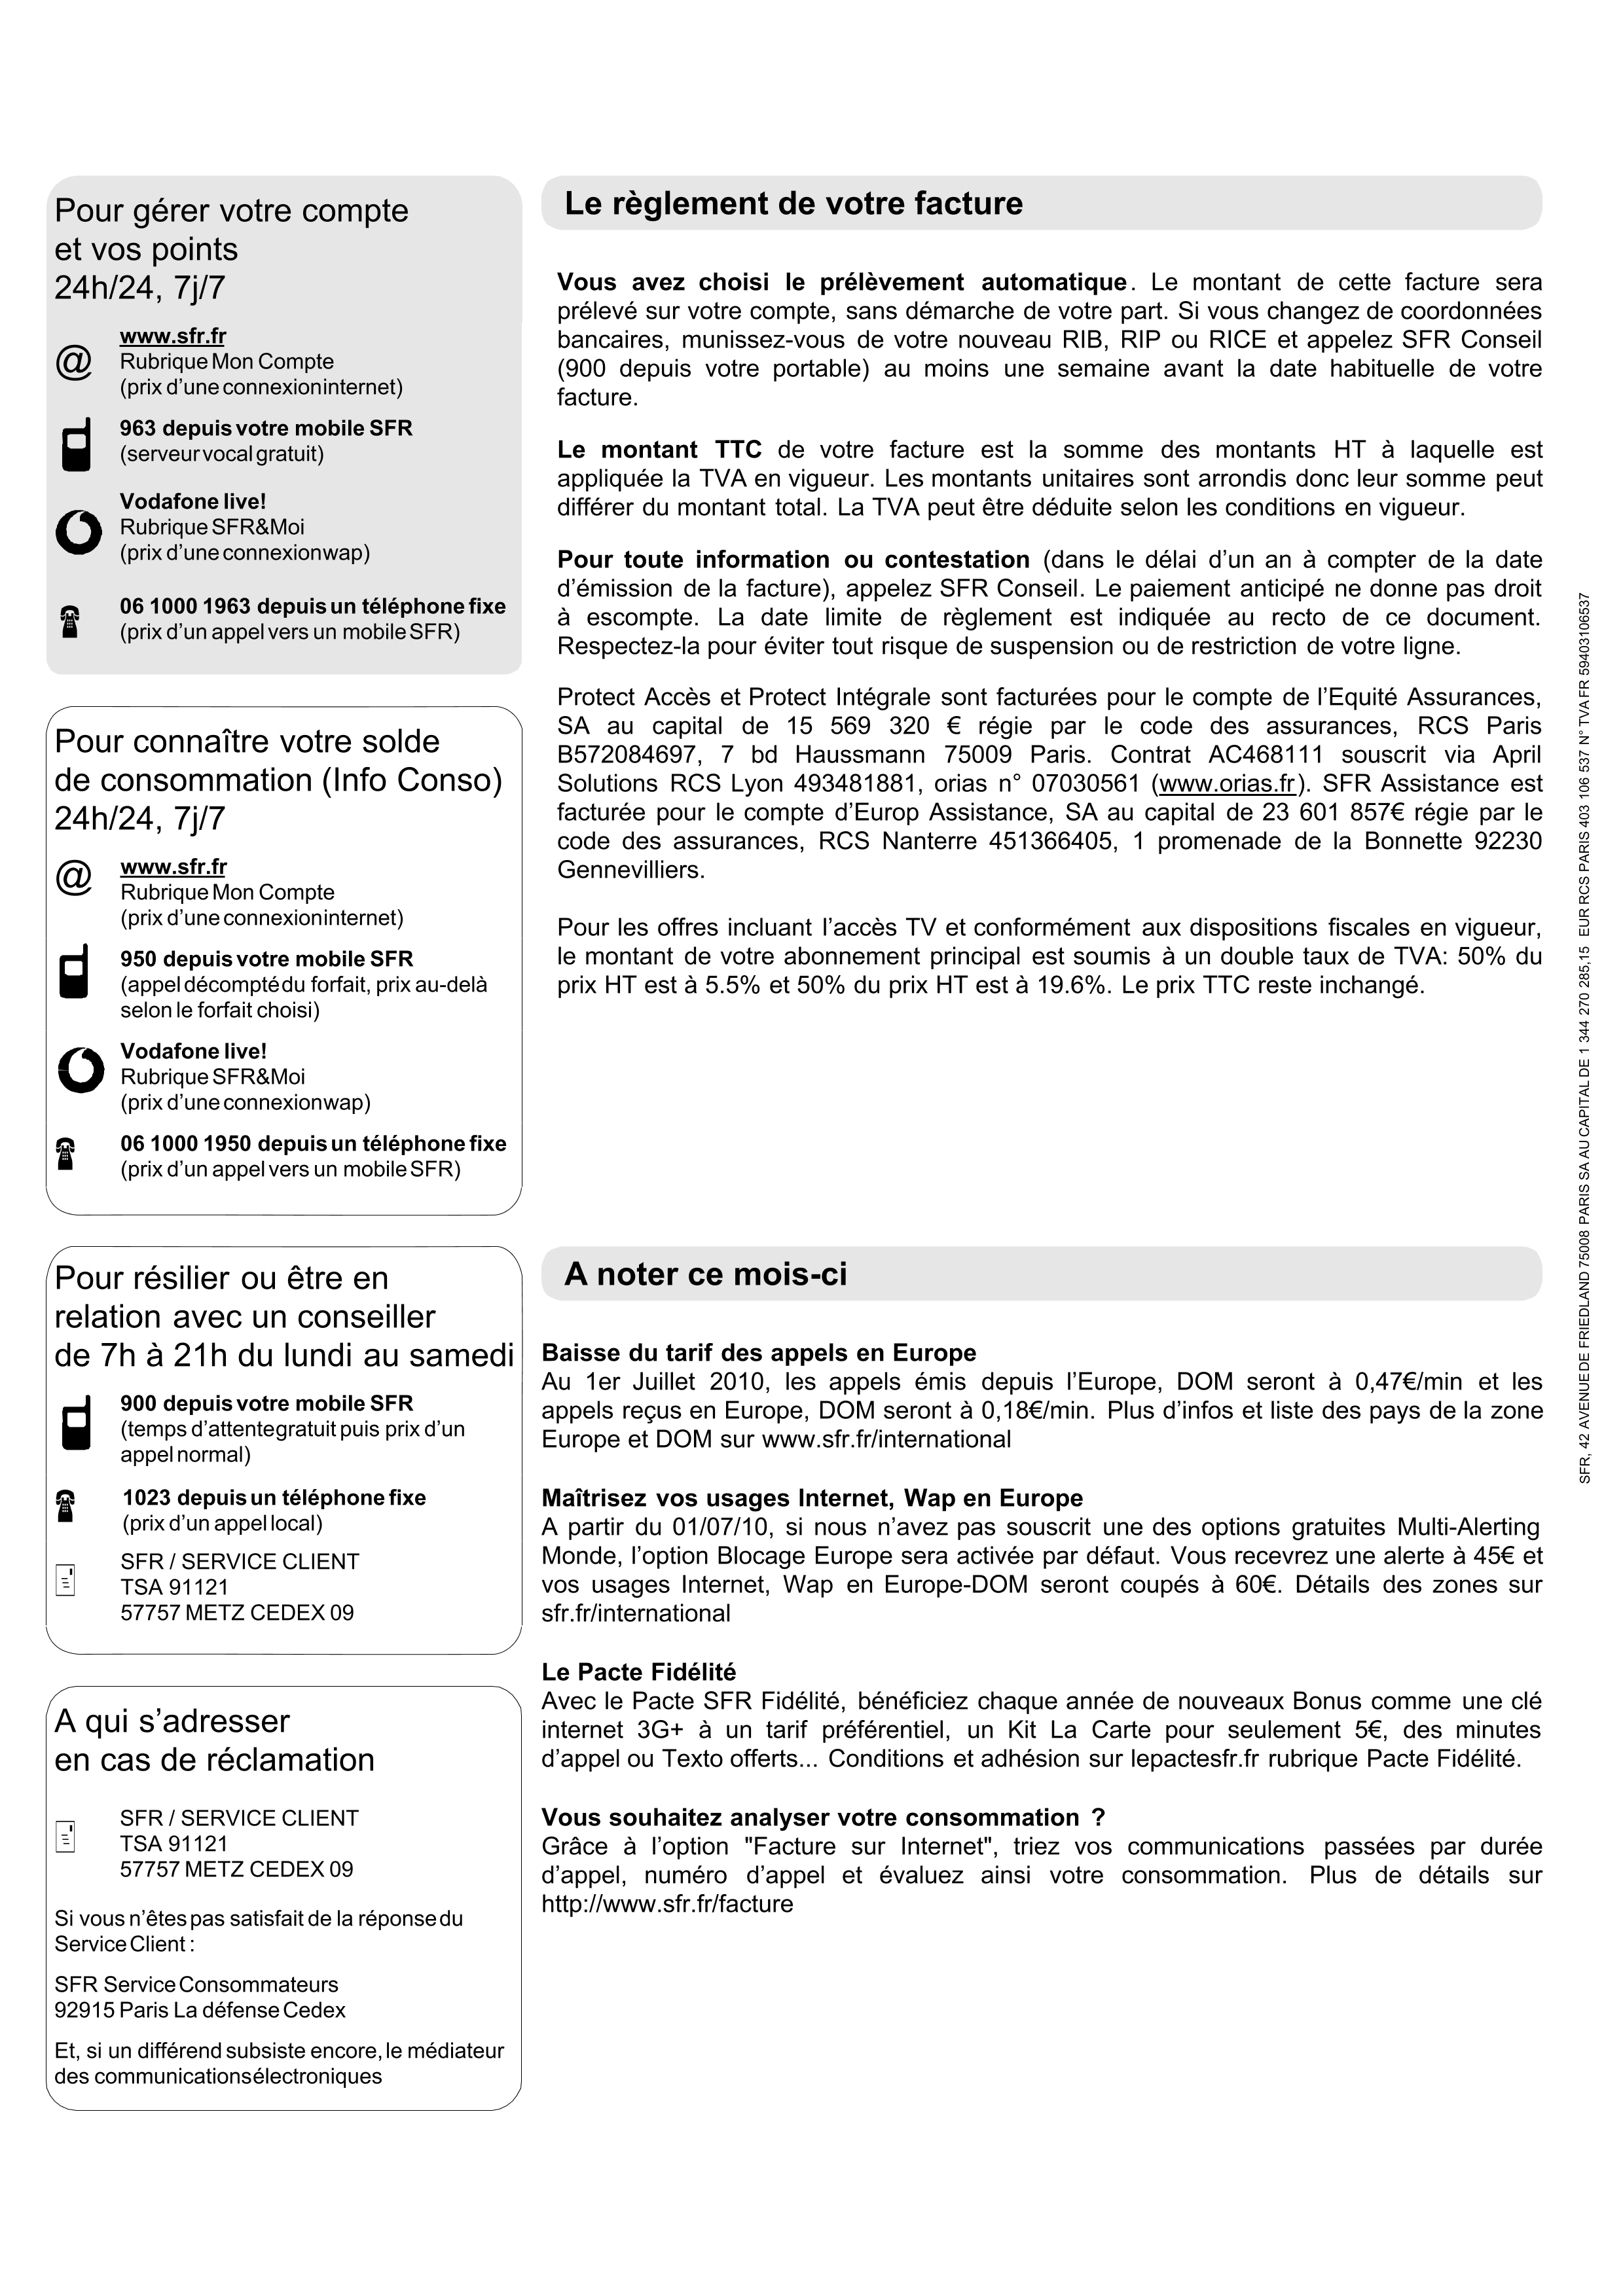 Pour gérer votre compte
et vos points
24h/24, 7j/7
www.sfr.fr
@
Rubrique Mon Compte
(prix d’une connexion internet)
963 depuis votre mobile SFR
(serveur vocal gratuit)
Vodafone live!
Rubrique SFR&Moi
(prix d’une connexion wap)
06 1000 1963 depuis un téléphone fixe
(prix d’un appel vers un mobile SFR)
Pour connaître votre solde
de consommation (Info Conso)
24h/24, 7j/7
www.sfr.fr
@
Rubrique Mon Compte
(prix d’une connexion internet)
950 depuis votre mobile SFR
(appel décompté du forfait, prix au-delà
selon le forfait choisi)
Vodafone live!
Rubrique SFR&Moi
(prix d’une connexion wap)
06 1000 1950 depuis un téléphone fixe
(prix d’un appel vers un mobile SFR)
Pour résilier ou être en
relation avec un conseiller
de 7h à 21h du lundi au samedi
900 depuis votre mobile SFR
(temps d’attente gratuit puis prix d’un
appel normal)
1023 depuis un téléphone fixe
(prix d’un appel local)
SFR / SERVICE CLIENT
TSA 91121
57757 METZ CEDEX 09
A qui s’adresser
en cas de réclamation
SFR / SERVICE CLIENT
TSA 91121
57757 METZ CEDEX 09
Si vous n’êtes pas satisfait de la réponse du
Service Client :
SFR Service Consommateurs
92915 Paris La défense Cedex
Et, si un différend subsiste encore, le médiateur
des communications électroniques
Le règlement de votre facture
Vous avez choisi le prélèvement automatique. Le montant de cette facture sera
prélevé sur votre compte, sans démarche de votre part. Si vous changez de coordonnées
bancaires, munissez-vous de votre nouveau RIB, RIP ou RICE et appelez SFR Conseil
(900 depuis votre portable) au moins une semaine avant la date habituelle de votre
facture.
Le montant TTC de votre facture est la somme des montants HT à laquelle est
appliquée la TVA en vigueur. Les montants unitaires sont arrondis donc leur somme peut
différer du montant total. La TVA peut être déduite selon les conditions en vigueur.
Pour toute information ou contestation (dans le délai d’un an à compter de la date
d’émission de la facture), appelez SFR Conseil. Le paiement anticipé ne donne pas droit
à escompte. La date limite de règlement est indiquée au recto de ce document.
Respectez-la pour éviter tout risque de suspension ou de restriction de votre ligne.
Protect Accès et Protect Intégrale sont facturées pour le compte de l’Equité Assurances,
SA au capital de 15 569 320 € régie par le code des assurances, RCS Paris
B572084697, 7 bd Haussmann 75009 Paris. Contrat AC468111 souscrit via April
Solutions RCS Lyon 493481881, orias n° 07030561 (www.orias.fr). SFR Assistance est
facturée pour le compte d’Europ Assistance, SA au capital de 23 601 857€ régie par le
code des assurances, RCS Nanterre 451366405, 1 promenade de la Bonnette 92230
Gennevilliers.
Pour les offres incluant l’accès TV et conformément aux dispositions fiscales en vigueur,
le montant de votre abonnement principal est soumis à un double taux de TVA: 50% du
prix HT est à 5.5% et 50% du prix HT est à 19.6%. Le prix TTC reste inchangé.
A noter ce mois-ci
Baisse du tarif des appels en Europe
Au 1er Juillet 2010, les appels émis depuis l’Europe, DOM seront à 0,47€/min et les
appels reçus en Europe, DOM seront à 0,18€/min. Plus d’infos et liste des pays de la zone
Europe et DOM sur www.sfr.fr/international
Maîtrisez vos usages Internet, Wap en Europe
A partir du 01/07/10, si nous n’avez pas souscrit une des options gratuites Multi-Alerting
Monde, l’option Blocage Europe sera activée par défaut. Vous recevrez une alerte à 45€ et
vos usages Internet, Wap en Europe-DOM seront coupés à 60€. Détails des zones sur
sfr.fr/international
Le Pacte Fidélité
Avec le Pacte SFR Fidélité, bénéficiez chaque année de nouveaux Bonus comme une clé
internet 3G+ à un tarif préférentiel, un Kit La Carte pour seulement 5€, des minutes
d’appel ou Texto offerts... Conditions et adhésion sur lepactesfr.fr rubrique Pacte Fidélité.
Vous souhaitez analyser votre consommation ?
Grâce à l’option "Facture sur Internet", triez vos communications passées par durée
d’appel, numéro d’appel et évaluez ainsi votre consommation. Plus de détails sur
http://www.sfr.fr/facture
SFR, 42 AVENUE DE FRIEDLAND 75008 PARIS SA AU CAPITAL DE 1 344 270 285,15 EUR RCS PARIS 403 106 537 N° TVA FR 59403106537